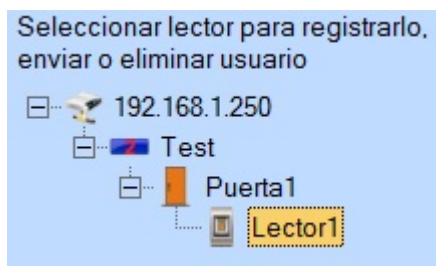 Seleccionar lector para registrarlo,
enviar o eliminar usuario
192.168.1.250
Test
Puerta1
Lector1